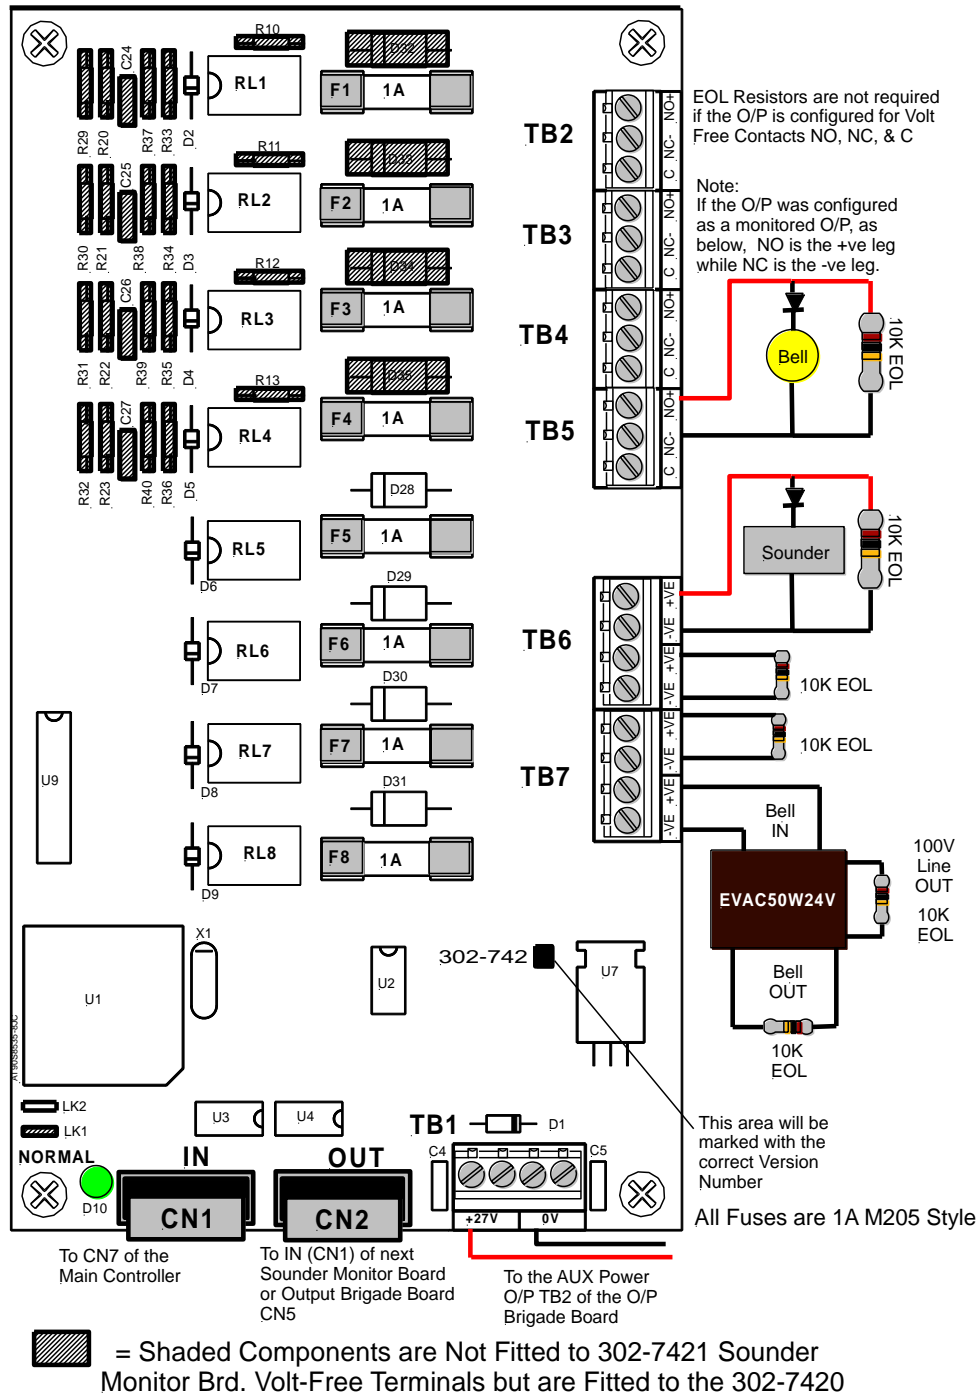 R10
D32
C24
RL1
F1 1A
R29 R20 R37 R33 D2
TB2
NO+
NC-
C
EOL Resistors are not required
if the O/P is configured for Volt
Free Contacts NO, NC, & C
R11
D33
C25
RL2
F2 1A
R30 R21 R38 R34 D3
TB3
NO+
NC-
C
Note:
If the O/P was configured
as a monitored O/P, as
below, NO is the +ve leg
while NC is the -ve leg.
R12
D34
C26
RL3
F3 1A
R31 R22 R39 R35 D4
TB4
NO+
NC-
C
Bell
10K EOL
R13
D35
C27
RL4
F4 1A
R32 R23 R40 R36 D5
TB5
NO+
NC-
C
D28
RL5
F5 1A
D6
Sounder
10K EOL
D29
RL6
F6 1A
D7
TB6
+VE
-VE
+VE
-VE
10K EOL
D30
RL7
F7 1A
D8
TB7
+VE
-VE
+VE
-VE
10K EOL
U9
D31
RL8
F8 1A
D9
Bell
IN
EVAC50W24V
100V
Line
OUT
10K
EOL
Bell
OUT
10K
EOL
X1
U1
AT90S8535-8JC
U2
302-742
U7
LK2
LK1
U3
U4
TB1
D1
C4
C5
This area will be
marked with the
correct Version
Number
NORMAL
D10
IN
OUT
CN1
CN2
+27V 0V
All Fuses are 1A M205 Style
To CN7 of the
Main Controller
To IN (CN1) of next
Sounder Monitor Board
or Output Brigade Board
CN5
To the AUX Power
O/P TB2 of the O/P
Brigade Board
= Shaded Components are Not Fitted to 302-7421 Sounder
Monitor Brd. Volt-Free Terminals but are Fitted to the 302-7420